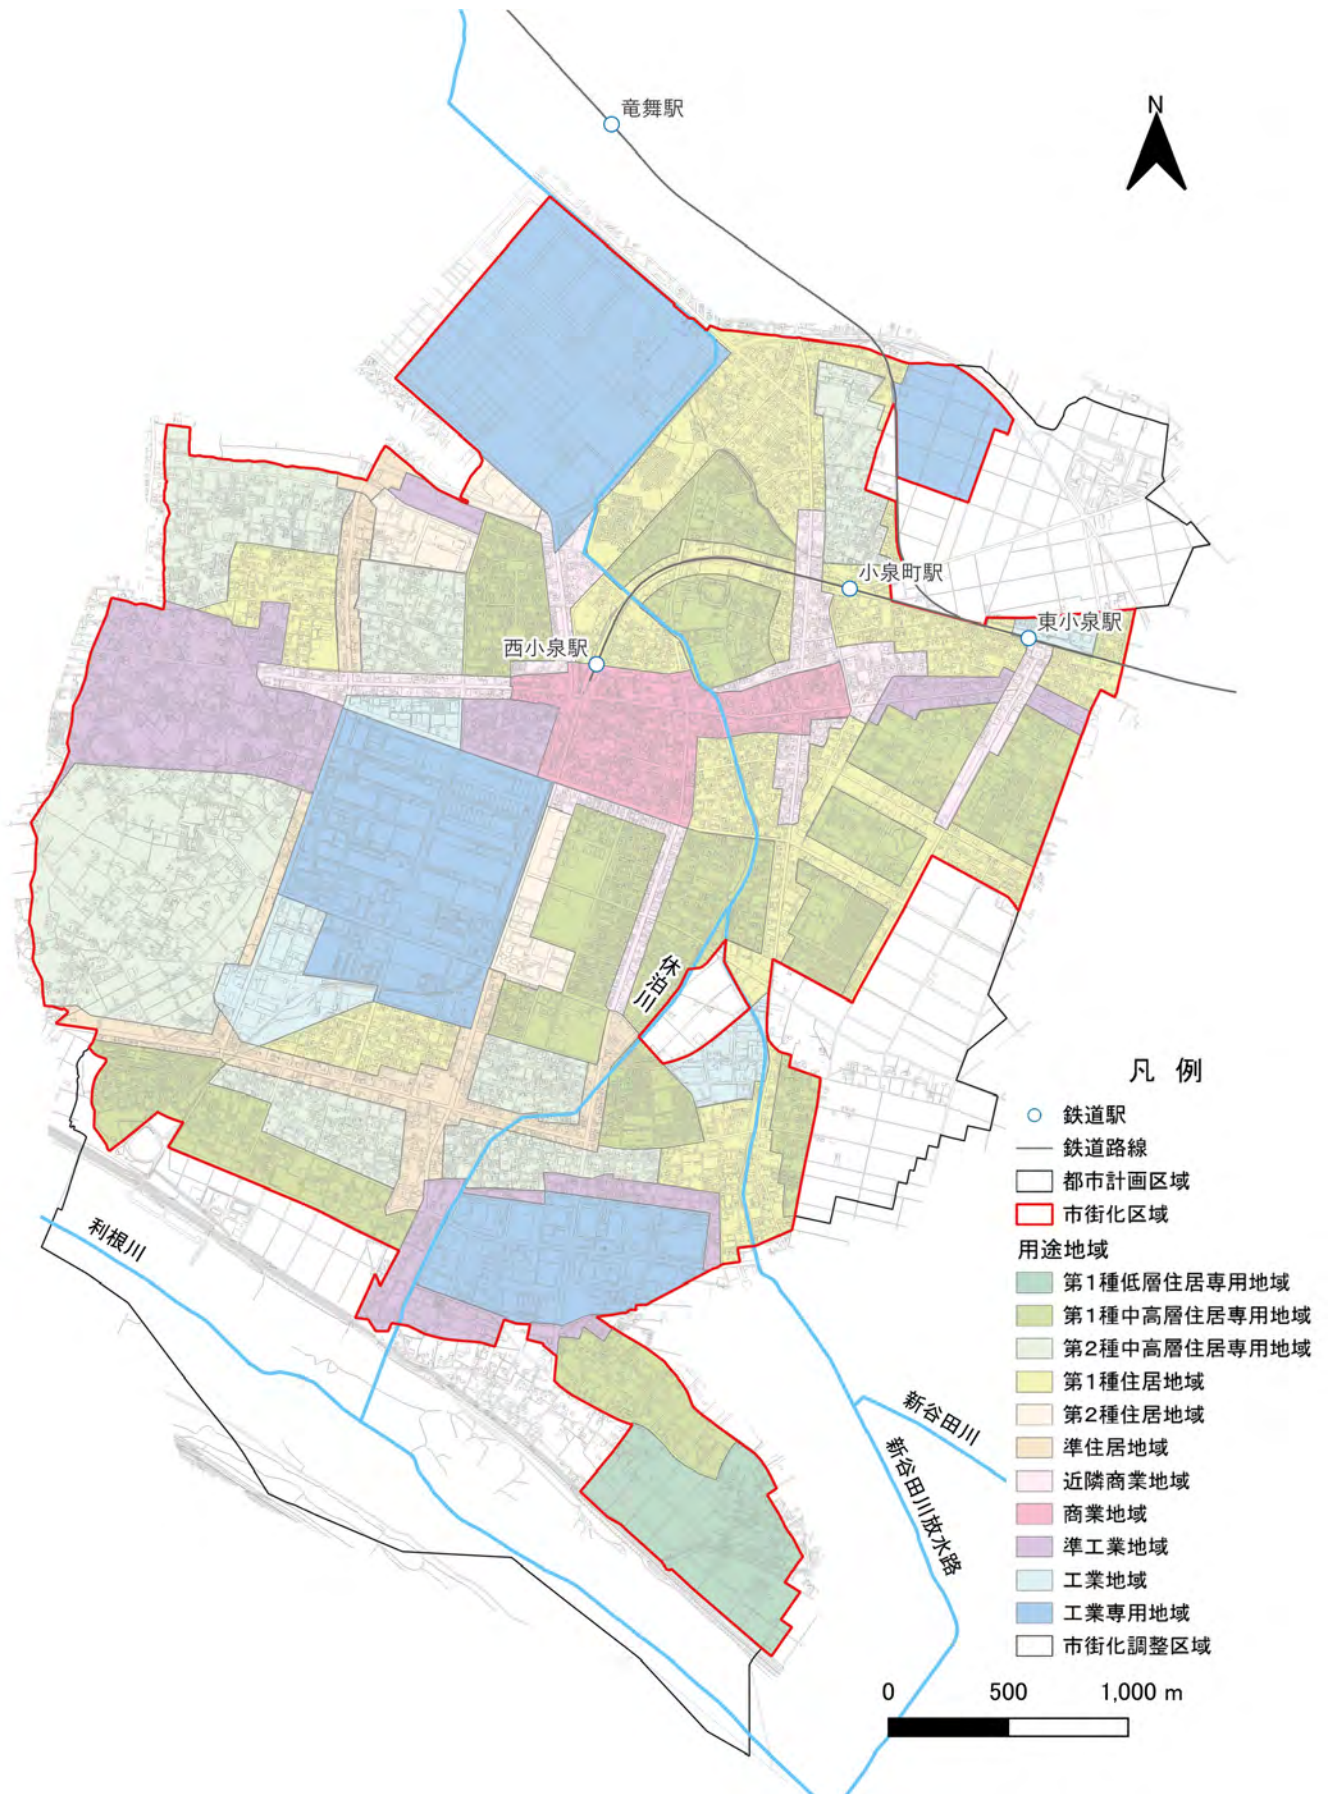 竜舞駅
N
小泉町駅
東小泉駅
西小泉駅
休泊川
利根川
新谷田川
新谷田川放水路
凡 例
鉄道駅
鉄道路線
都市計画区域
市街化区域
用途地域
第1種低層住居専用地域
第1種中高層住居専用地域
第2種中高層住居専用地域
第1種住居地域
第2種住居地域
準住居地域
近隣商業地域
商業地域
準工業地域
工業地域
工業専用地域
市街化調整区域
0 500 1,000 m